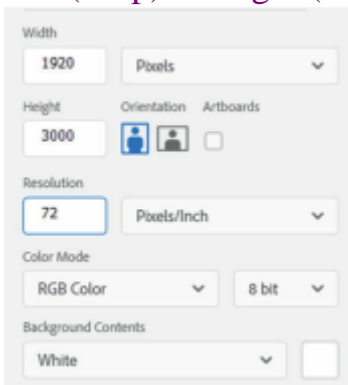 Width
1920 Pixels
Height Orientation Artboards
3000
Resolution
72 Pixels/Inch
Color Mode
RGB Color 8 bit
Background Contents
White